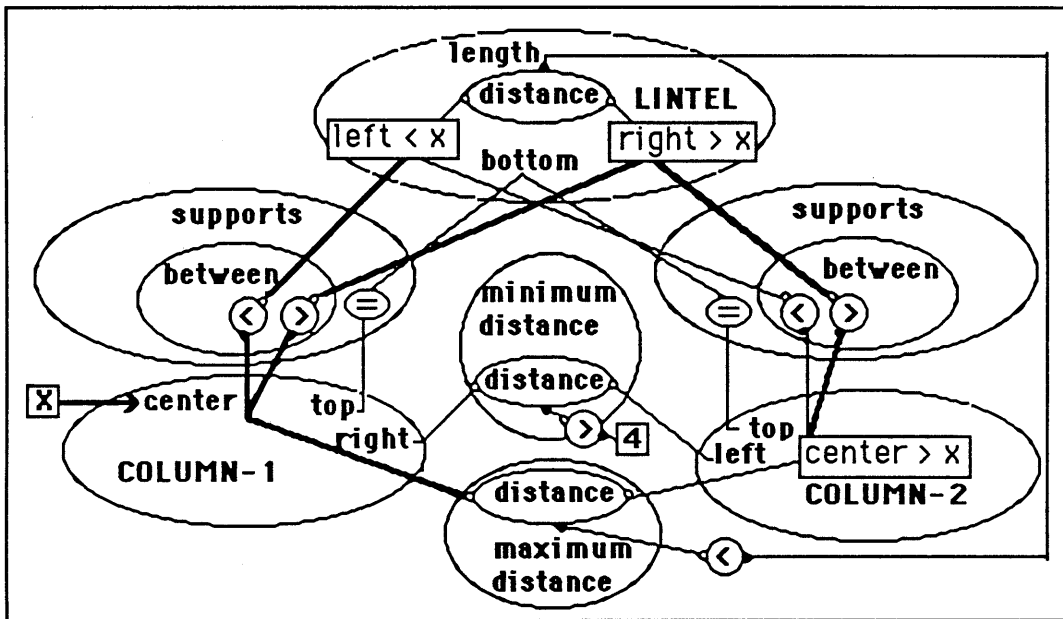 length
distance LINTEL
left < x right > x
bottom
supports supports
between between
< > = minimum = < >
distance
distance
X center top > 4 top
right left center > x
COLUMN-1 distance COLUMN-2
maximum <
distance